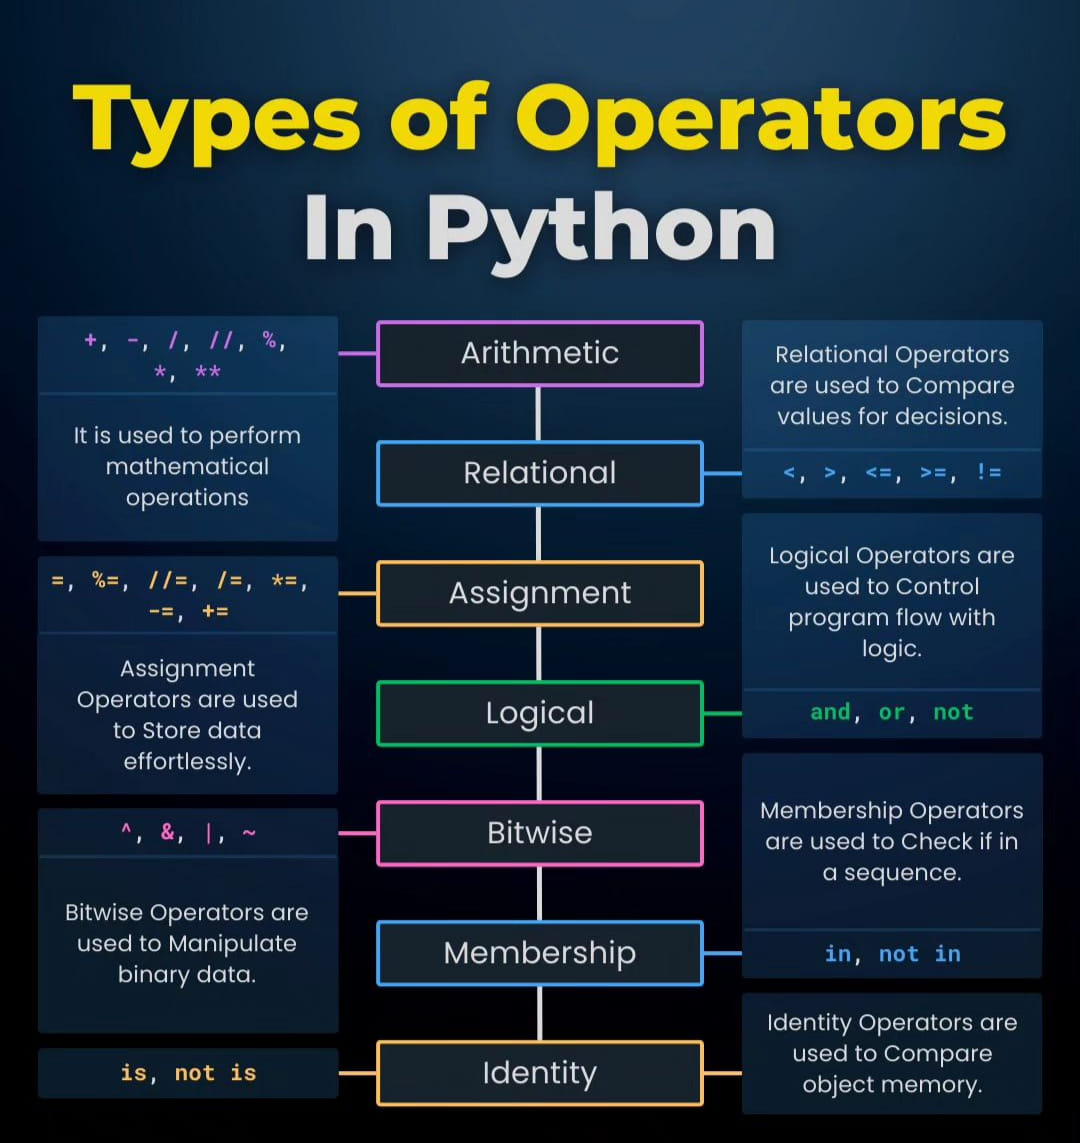 Types of Operators
In Python
+, -, /, //, %,
*, **
It is used to perform
mathematical
operations
Arithmetic
Relational Operators
are used to Compare
values for decisions.
<, >, <=, >=, !=
Relational
=, %=, //=, /=, *=,
-=, +=
Assignment
Operators are used
to Store data
effortlessly.
Assignment
Logical Operators are
used to Control
program flow with
logic.
and, or, not
Logical
^, &, |, ~
Bitwise Operators are
used to Manipulate
binary data.
Bitwise
Membership Operators
are used to Check if in
a sequence.
in, not in
Membership
is, not is
Identity
Identity Operators are
used to Compare
object memory.